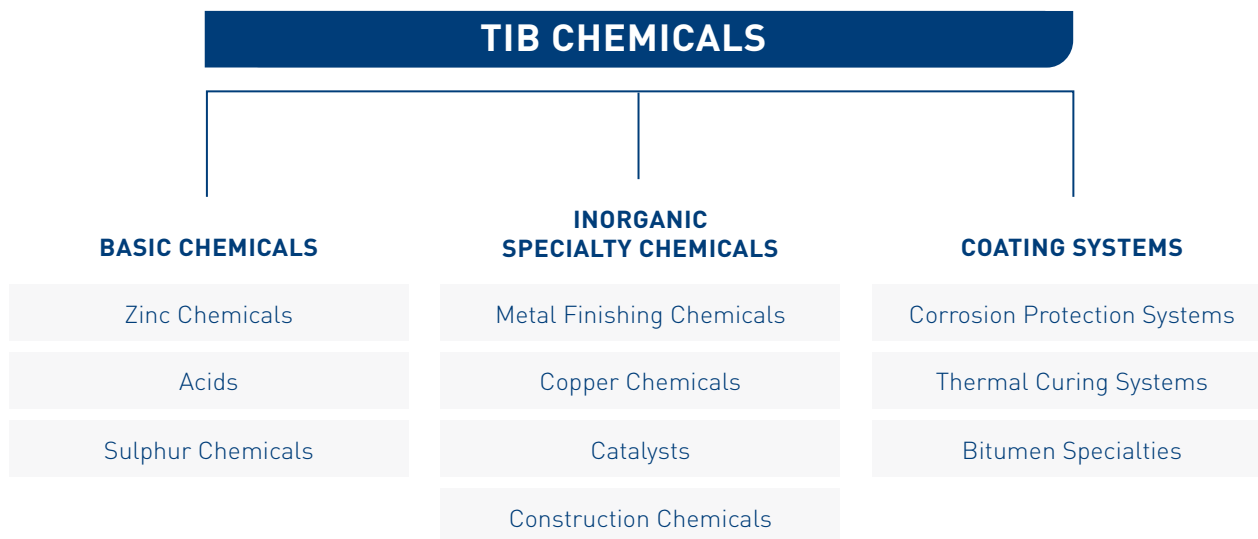 TIB CHEMICALS
BASIC CHEMICALS
Zinc Chemicals
Acids
Sulphur Chemicals
INORGANIC
SPECIALTY CHEMICALS
Metal Finishing Chemicals
Copper Chemicals
Catalysts
Construction Chemicals
COATING SYSTEMS
Corrosion Protection Systems
Thermal Curing Systems
Bitumen Specialties